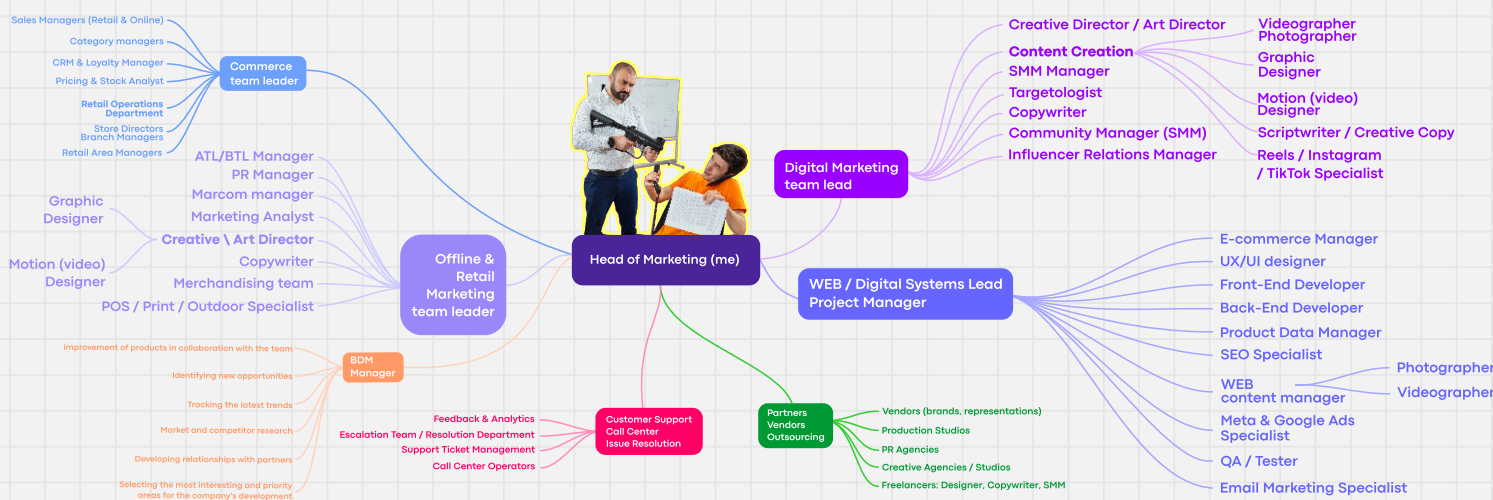 Sales Managers (Retail & Online)
Category managers
CRM & Loyalty Manager
Pricing & Stock Analyst
Retail Operations
Department
Store Directors
Branch Managers
Retail Area Managers
Commerce
team leader
ATL/BTL Manager
PR Manager
Marcom manager
Marketing Analyst
Creative \ Art Director
Copywriter
Merchandising team
POS / Print / Outdoor Specialist
Graphic
Designer
Motion (video)
Designer
Offline &
Retail
Marketing
team leader
improvement of products in collaboration with the team
Identifying new opportunities
Tracking the latest trends
Market and competitor research
Developing relationships with partners
Selecting the most interesting and priority
areas for the company's development
BDM
Manager
Head of Marketing (me)
Feedback & Analytics
Escalation Team / Resolution Department
Support Ticket Management
Call Center Operators
Customer Support
Call Center
Issue Resolution
Partners
Vendors
Outsourcing
Vendors (brands, representations)
Production Studios
PR Agencies
Creative Agencies / Studios
Freelancers: Designer, Copywriter, SMM
Digital Marketing
team lead
Creative Director / Art Director
Content Creation
SMM Manager
Targetologist
Copywriter
Community Manager (SMM)
Influencer Relations Manager
Videographer
Photographer
Graphic
Designer
Motion (video)
Designer
Scriptwriter / Creative Copy
Reels / Instagram
/ TikTok Specialist
WEB / Digital Systems Lead
Project Manager
E-commerce Manager
UX/UI designer
Front-End Developer
Back-End Developer
Product Data Manager
SEO Specialist
WEB
content manager
Photographer
Videographer
Meta & Google Ads
Specialist
QA / Tester
Email Marketing Specialist